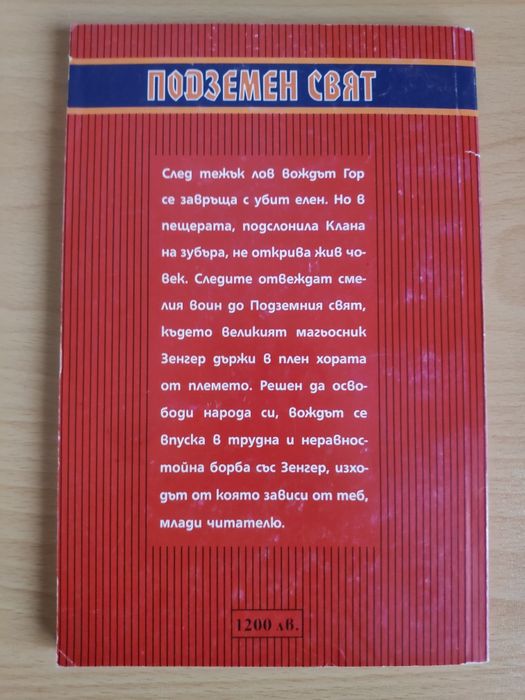 ПОДЗЕМЕН СВЯТ
След тежък лов вождът Гор
се завръща с убит елен. Но в
пещерата, подслонила Клана
на зубъра, не открива жив чо-
век. Следите отвеждат сме-
лия воин до Подземния свят,
където великият магьосник
Зенгер държи в плен хората
от племето. Решен да осво-
боди народа си, вождът се
впуска в трудна и неравнос-
тойна борба със Зенгер, изхо-
дът от която зависи от теб,
млади читателю.
1200 лв.